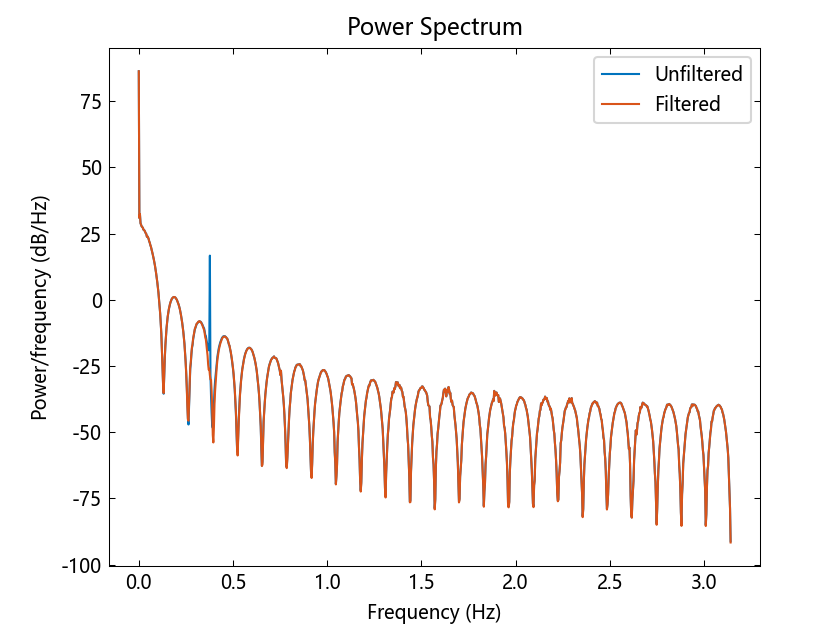 Power Spectrum
Unfiltered
Filtered
75
50
25
0
-25
-50
-75
-100
Power/frequency (dB/Hz)
0.0 0.5 1.0 1.5 2.0 2.5 3.0
Frequency (Hz)